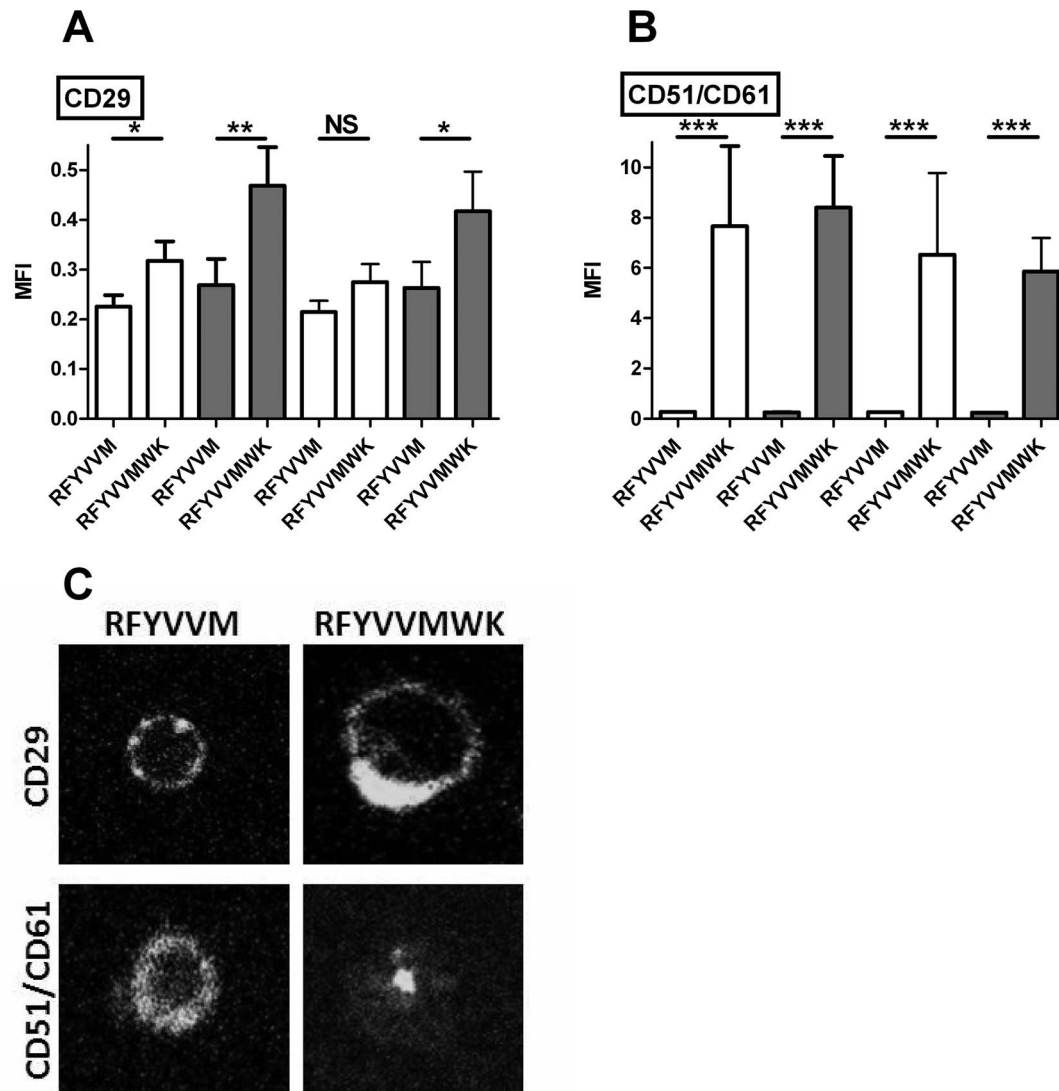 A
CD29
* ** NS *
MFI
0.5
0.4
0.3
0.2
0.1
0.0
RFYVVM
RFYVVMWK
RFYVVM
RFYVVMWK
RFYVVM
RFYVVMWK
RFYVVM
RFYVVMWK
B
CD51/CD61
*** *** *** ***
MFI
10
8
6
4
2
0
RFYVVM
RFYVVMWK
RFYVVM
RFYVVMWK
RFYVVM
RFYVVMWK
RFYVVM
RFYVVMWK
C
RFYVVM RFYVVMWK
CD29
CD51/CD61